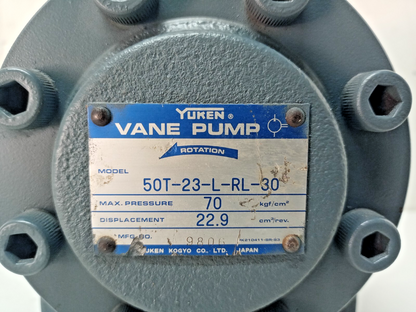 YUKEN ®
VANE PUMP
ROTATION
MODEL
50T-23-L-RL-30
MAX. PRESSURE 70 kgf/cm²
DISPLACEMENT 22.9 cm³/rev.
MFG. NO.
YUKEN KOGYO CO. LTD. JAPAN